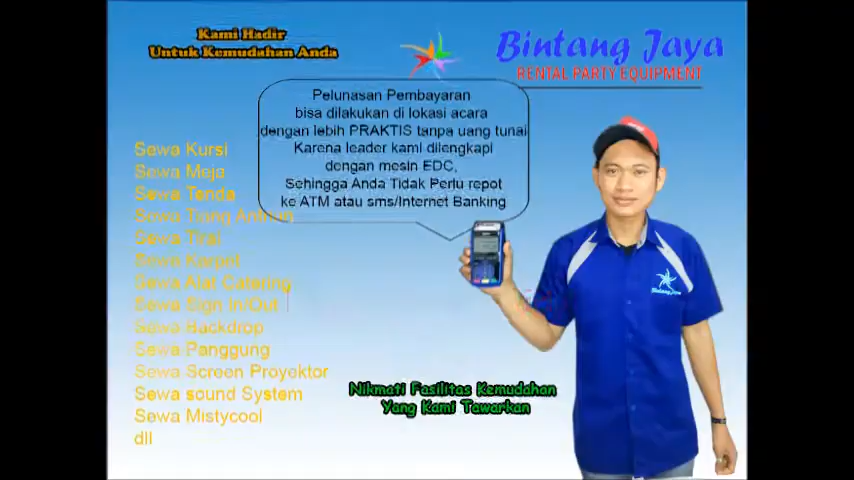 Kami Hadir
Untuk Kemudahan Anda
Bintang Jaya
RENTAL PARTY EQUIPMENT
Pelunasan Pembayaran
bisa dilakukan di lokasi acara
dengan lebih PRAKTIS tanpa uang tunai
Karena leader kami dilengkapi
dengan mesin EDC,
Sehingga Anda Tidak Perlu repot
ke ATM atau sms/Internet Banking
Sewa Kursi
Sewa Meja
Sewa Tenda
Sewa Tiang Antrian
Sewa Tirai
Sewa Karpet
Sewa Alat Catering
Sewa Sign In/Out
Sewa Backdrop
Sewa Panggung
Sewa Screen Proyektor
Sewa sound System
Sewa Mistycool
dll
Bintang Jaya
Nikmati Fasilitas Kemudahan
Yang Kami Tawarkan